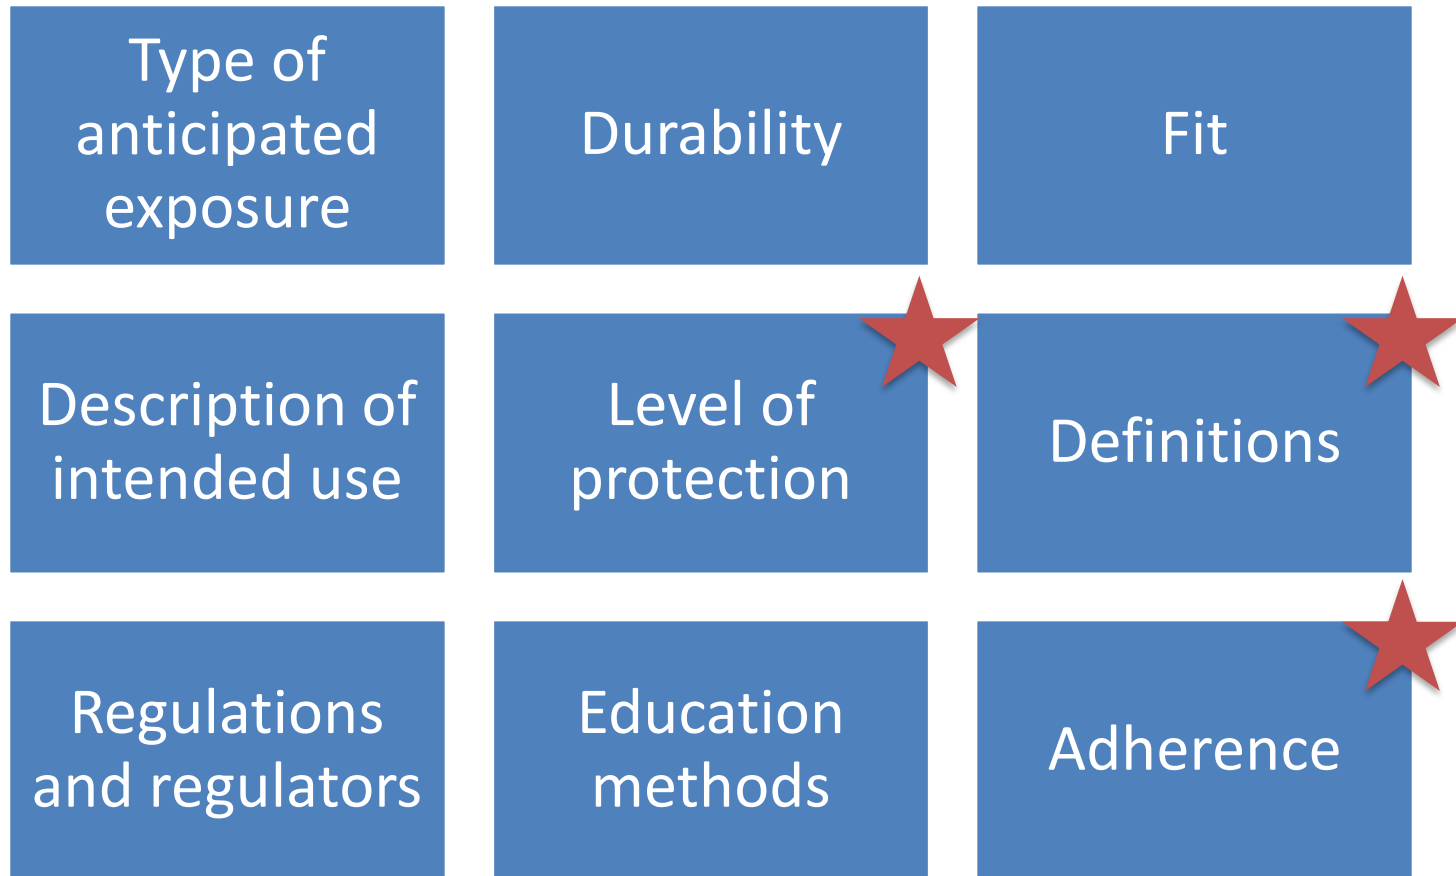 Type of
anticipated
exposure
Durability
Fit
Description of
intended use
Level of
protection
Definitions
Regulations
and regulators
Education
methods
Adherence